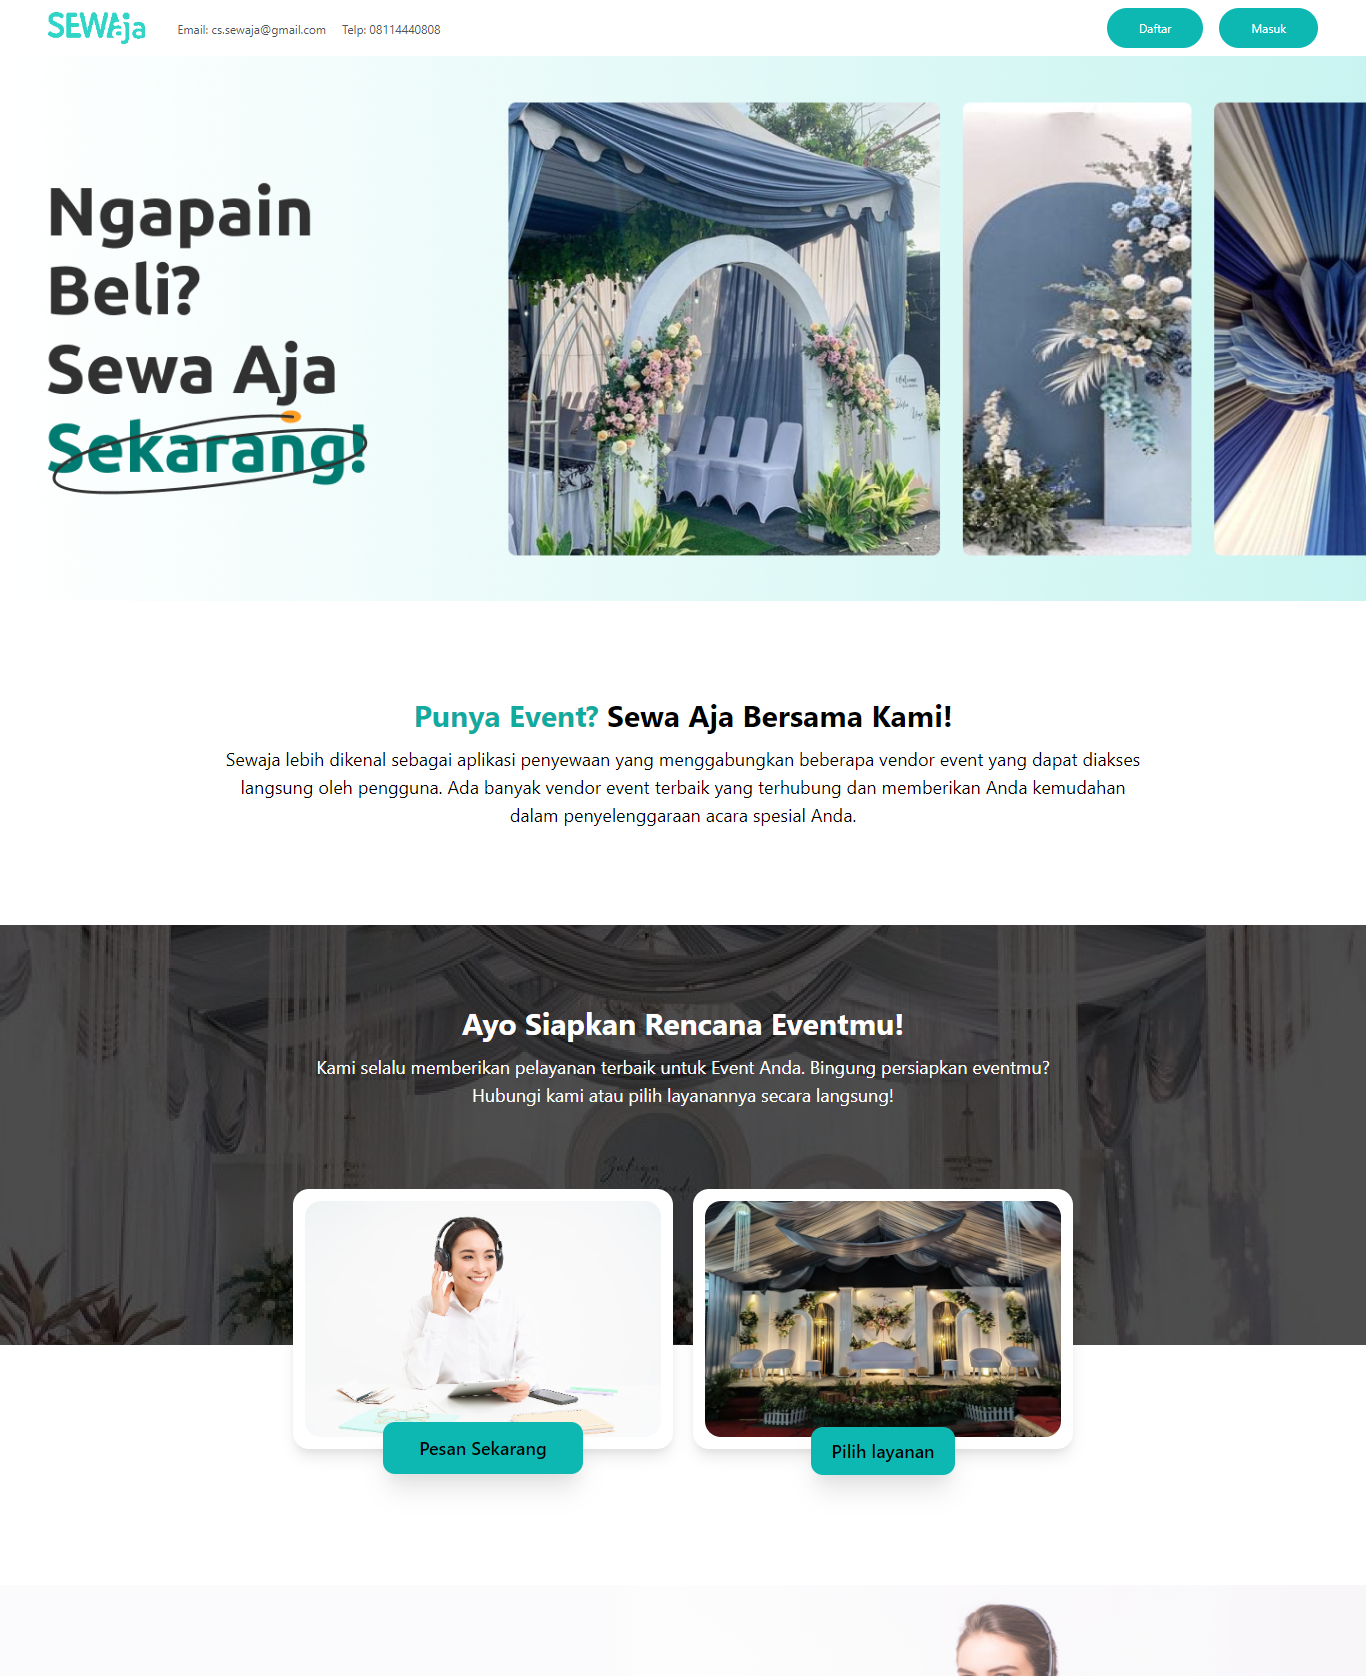 SEWAja
Email: cs.sewaja@gmail.com Telp: 08114440808
Daftar
Masuk
Ngapain
Beli?
Sewa Aja
Sekarang!
Welcome
Punya Event? Sewa Aja Bersama Kami!
Sewaja lebih dikenal sebagai aplikasi penyewaan yang menggabungkan beberapa vendor event yang dapat diakses
langsung oleh pengguna. Ada banyak vendor event terbaik yang terhubung dan memberikan Anda kemudahan
dalam penyelenggaraan acara spesial Anda.
Ayo Siapkan Rencana Eventmu!
Kami selalu memberikan pelayanan terbaik untuk Event Anda. Bingung persiapkan eventmu?
Hubungi kami atau pilih layanannya secara langsung!
Pesan Sekarang
Pilih layanan